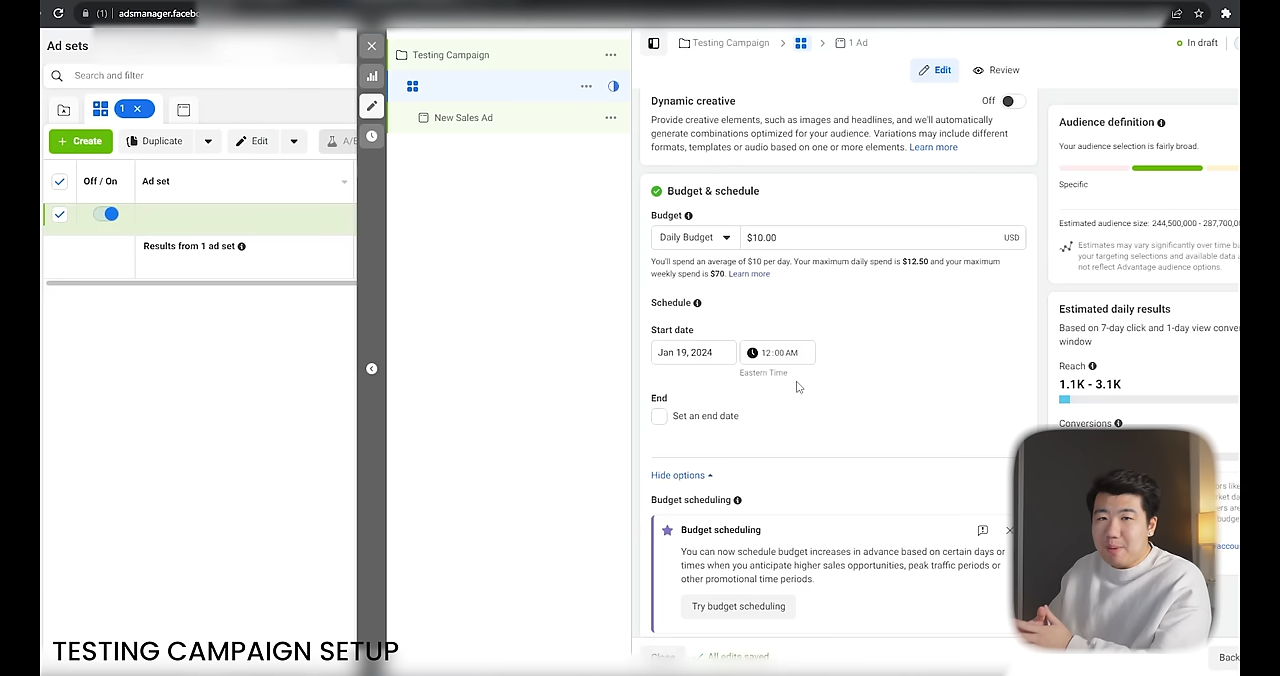 (1) adsmanager.facebo
Ad sets
Search and filter
1 ×
+ Create
Duplicate
Edit
A/B
Off / On
Ad set
Results from 1 ad set
Testing Campaign
New Sales Ad
Testing Campaign
1 Ad
In draft
Edit
Review
Dynamic creative
Off
Provide creative elements, such as images and headlines, and we'll automatically
generate combinations optimized for your audience. Variations may include different
formats, templates or audio based on one or more elements. Learn more
Budget & schedule
Budget
Daily Budget
$10.00
USD
You'll spend an average of $10 per day. Your maximum daily spend is $12.50 and your maximum
weekly spend is $70. Learn more
Schedule
Start date
Jan 19, 2024
12:00 AM
Eastern Time
End
Set an end date
Hide options
Budget scheduling
Budget scheduling
You can now schedule budget increases in advance based on certain days or
times when you anticipate higher sales opportunities, peak traffic periods or
other promotional time periods.
Try budget scheduling
Close
All edits saved
Back
Audience definition
Your audience selection is fairly broad.
Specific
Estimated audience size: 244,500,000 - 287,700,0
Estimates may vary significantly over time ba
your targeting selections and available data a
not reflect Advantage audience options.
Estimated daily results
Based on 7-day click and 1-day view conve
window
Reach
1.1K - 3.1K
Conversions
TESTING CAMPAIGN SETUP